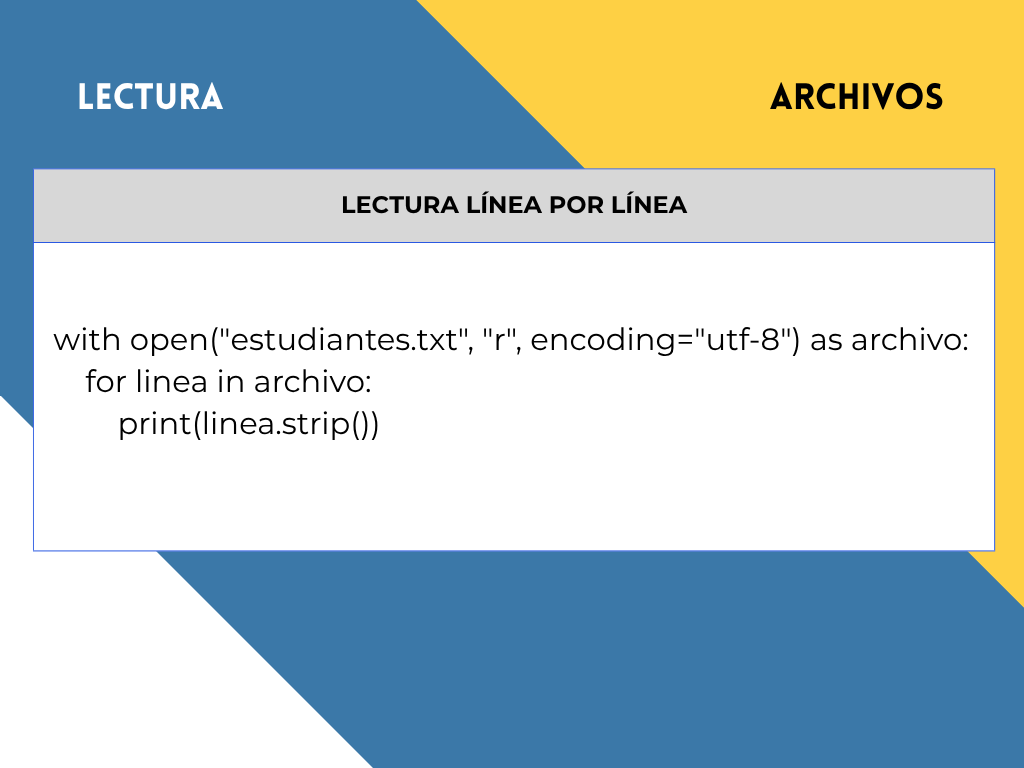 LECTURA
ARCHIVOS
LECTURA LÍNEA POR LÍNEA
with open("estudiantes.txt", "r", encoding="utf-8") as archivo:
    for linea in archivo:
        print(linea.strip())